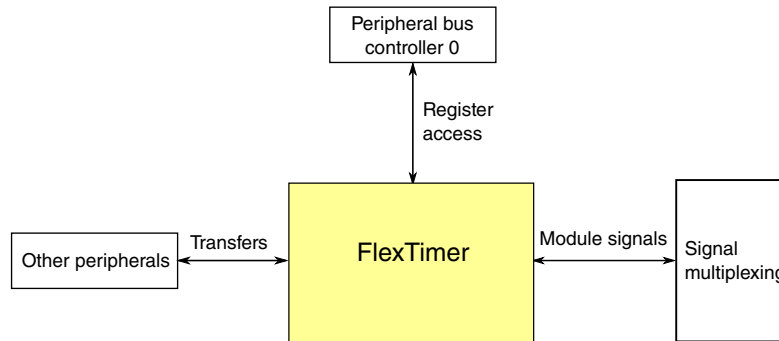 Peripheral bus
controller 0
Register
access
Other peripherals
Transfers
FlexTimer
Module signals
Signal
multiplexing